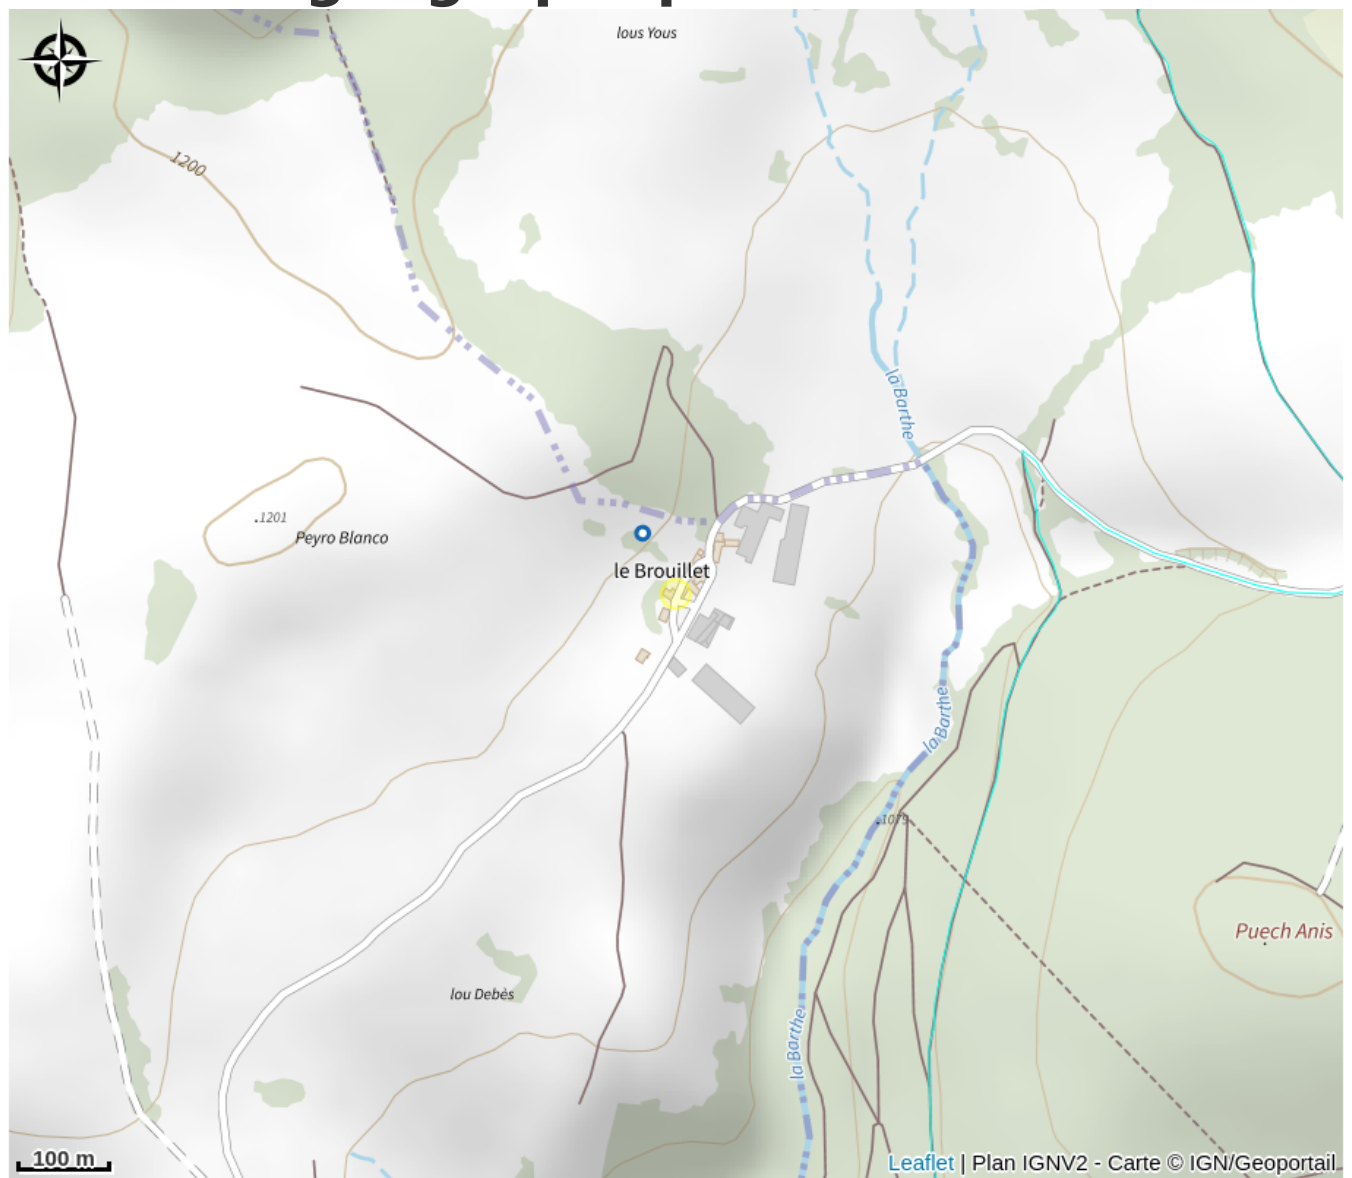 lous Yous
1200
la Barthe
1201
Peyro Blanco
le Brouillet
la Barthe
1079
Puech Anis
lou Debès
la Barthe
100 m
Leaflet | Plan IGNV2 - Carte © IGN/Geoportail